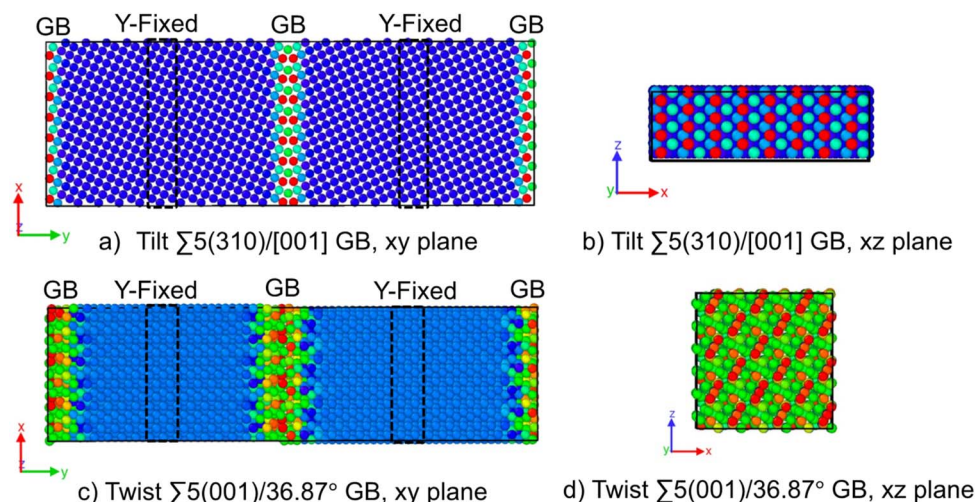 GB Y-Fixed GB Y-Fixed GB
x
z
y
z
y
x
a) Tilt ∑5(310)/[001] GB, xy plane
b) Tilt ∑5(310)/[001] GB, xz plane
GB Y-Fixed GB Y-Fixed GB
x
z
y
z
y
x
c) Twist ∑5(001)/36.87° GB, xy plane
d) Twist ∑5(001)/36.87° GB, xz plane